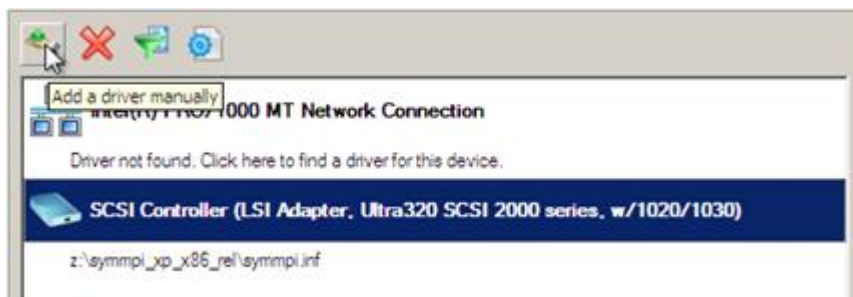 Add a driver manually
Intel(R) PRO/1000 MT Network Connection
Driver not found. Click here to find a driver for this device.
SCSI Controller (LSI Adapter, Ultra320 SCSI 2000 series, w/1020/1030)
z:\symmpi_xp_x86_rel\symmpi.inf